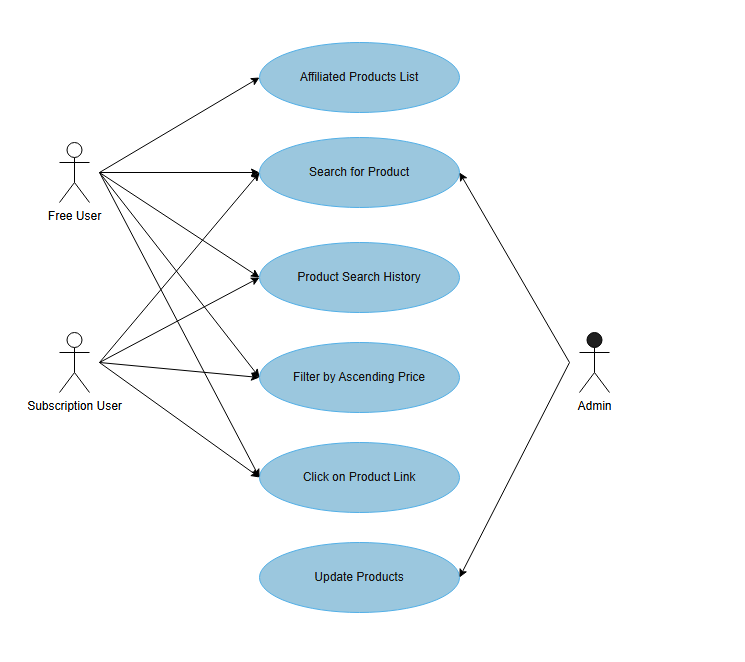 Affiliated Products List
Search for Product
Free User
Product Search History
Filter by Ascending Price
Subscription User
Admin
Click on Product Link
Update Products